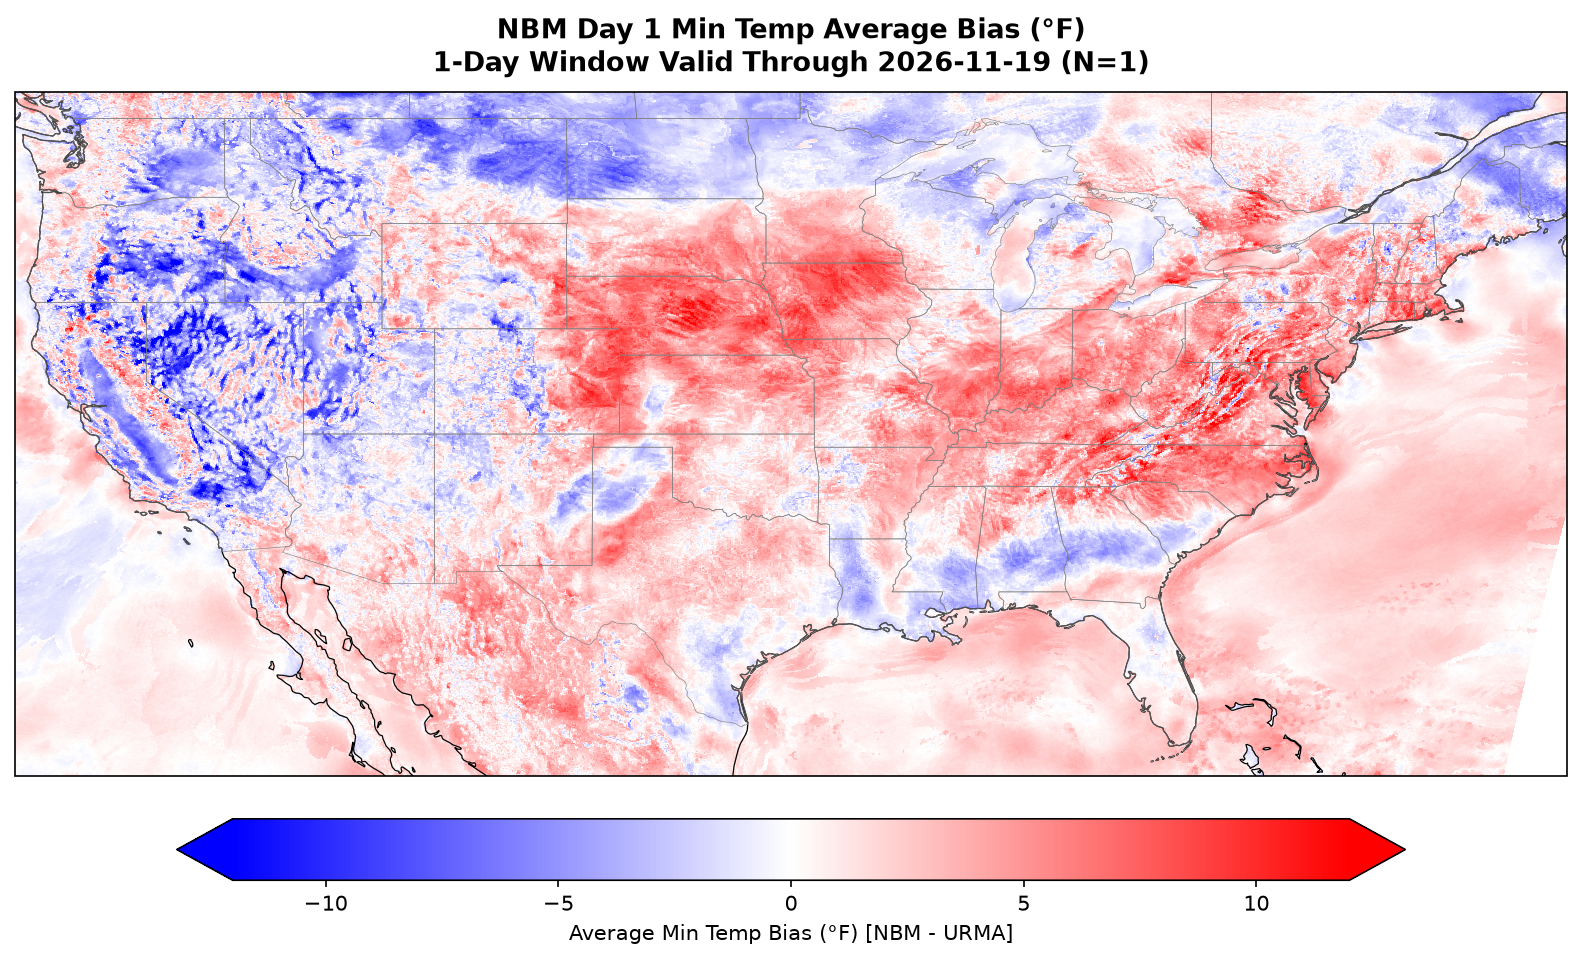 NBM Day 1 Min Temp Average Bias (°F)
1-Day Window Valid Through 2026-11-19 (N=1)
−10 −5 0 5 10
Average Min Temp Bias (°F) [NBM - URMA]